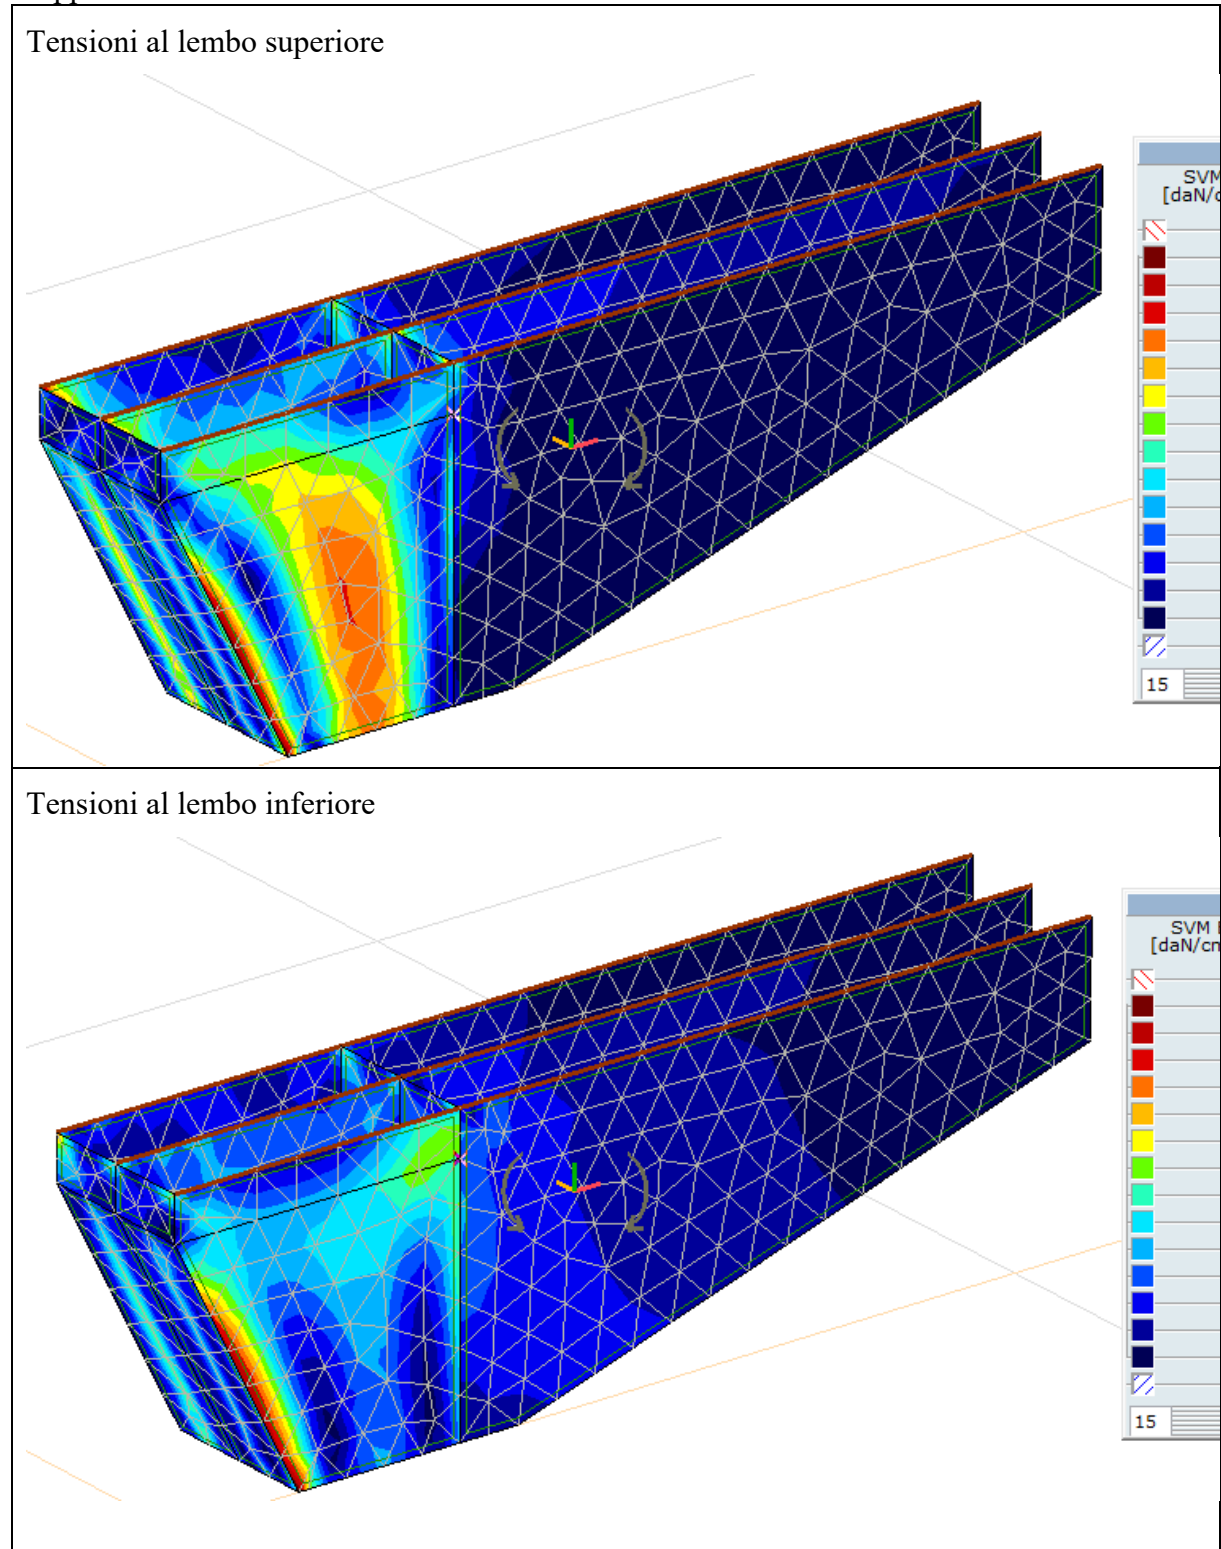 Tensioni al lembo superiore
SVM
[daN/c
15
Tensioni al lembo inferiore
SVM
[daN/cm
15